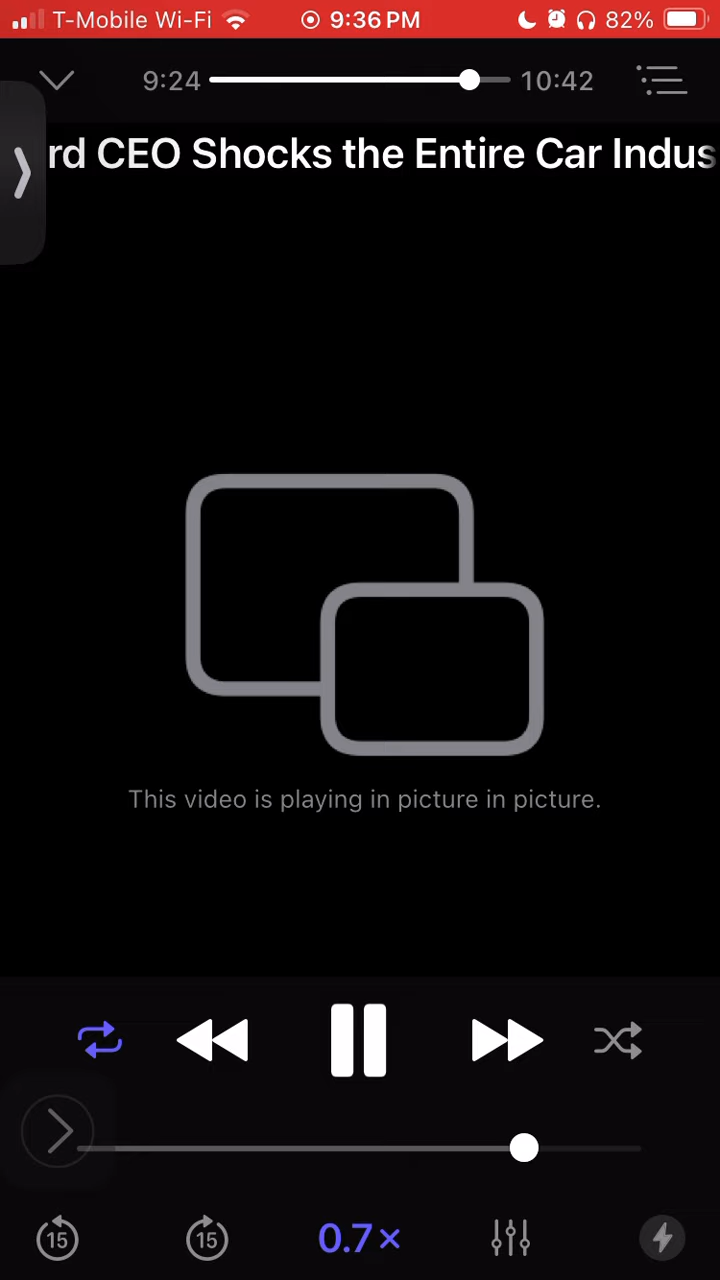 T-Mobile Wi-Fi 9:36 PM 82%
9:24 10:42
rd CEO Shocks the Entire Car Indus
This video is playing in picture in picture.
15 15 0.7×